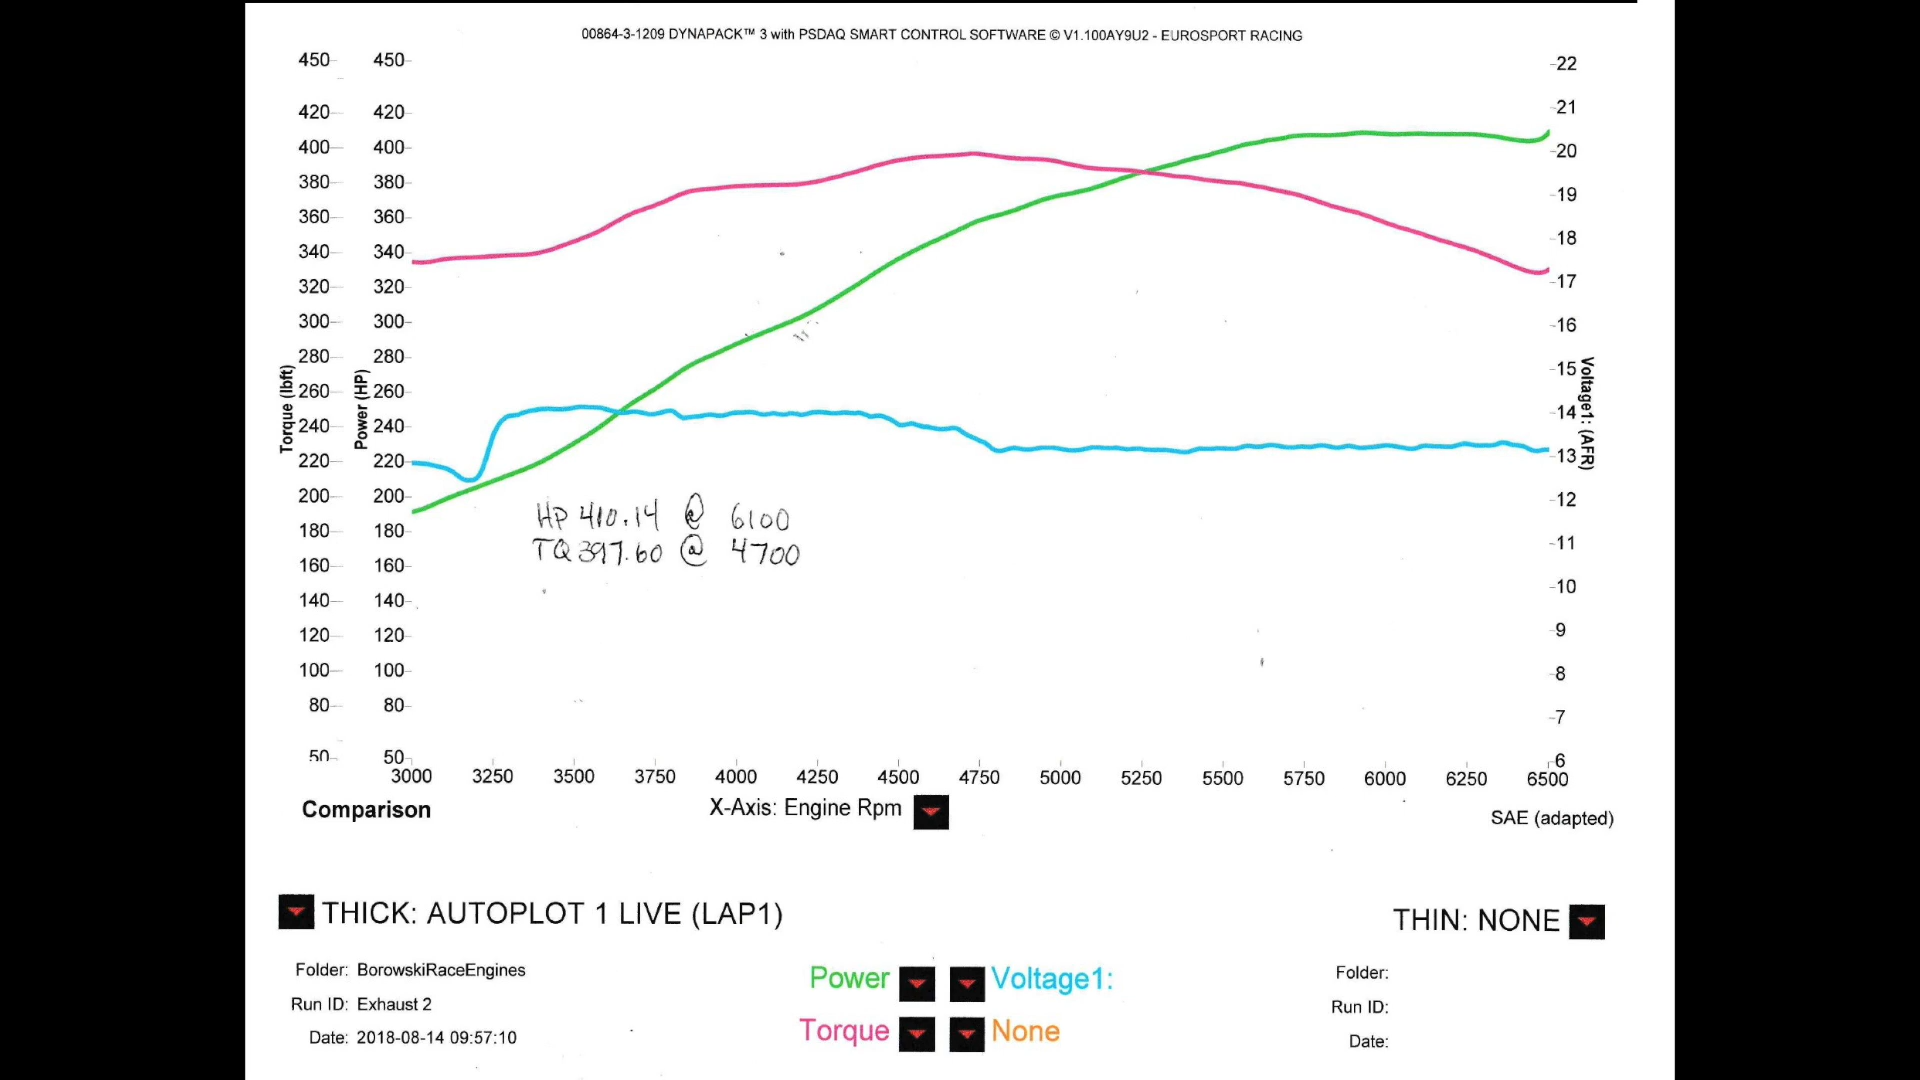 00864-3-1209 DYNAPACK™ 3 with PSDAQ SMART CONTROL SOFTWARE © V1.100AY9U2 - EUROSPORT RACING
450 450 22
420 420 21
400 400 20
380 380 19
360 360
340 340 18
320 320 17
300 300 16
280 280 15
260 260
240 240 14
220 220 13
200 200 12
180 180 11
160 160 10
140 140
120 120 9
100 100 8
80 80 7
50 50 6
Torque (lbft)
Power (HP)
Voltage1: (AFR)
HP 410.14 @ 6100
TQ 397.60 @ 4700
3000 3250 3500 3750 4000 4250 4500 4750 5000 5250 5500 5750 6000 6250 6500
Comparison
X-Axis: Engine Rpm
SAE (adapted)
THICK: AUTOPLOT 1 LIVE (LAP1)
THIN: NONE
Folder: BorowskiRaceEngines
Run ID: Exhaust 2
Date: 2018-08-14 09:57:10
Power
Voltage1:
Torque
None
Folder:
Run ID:
Date: